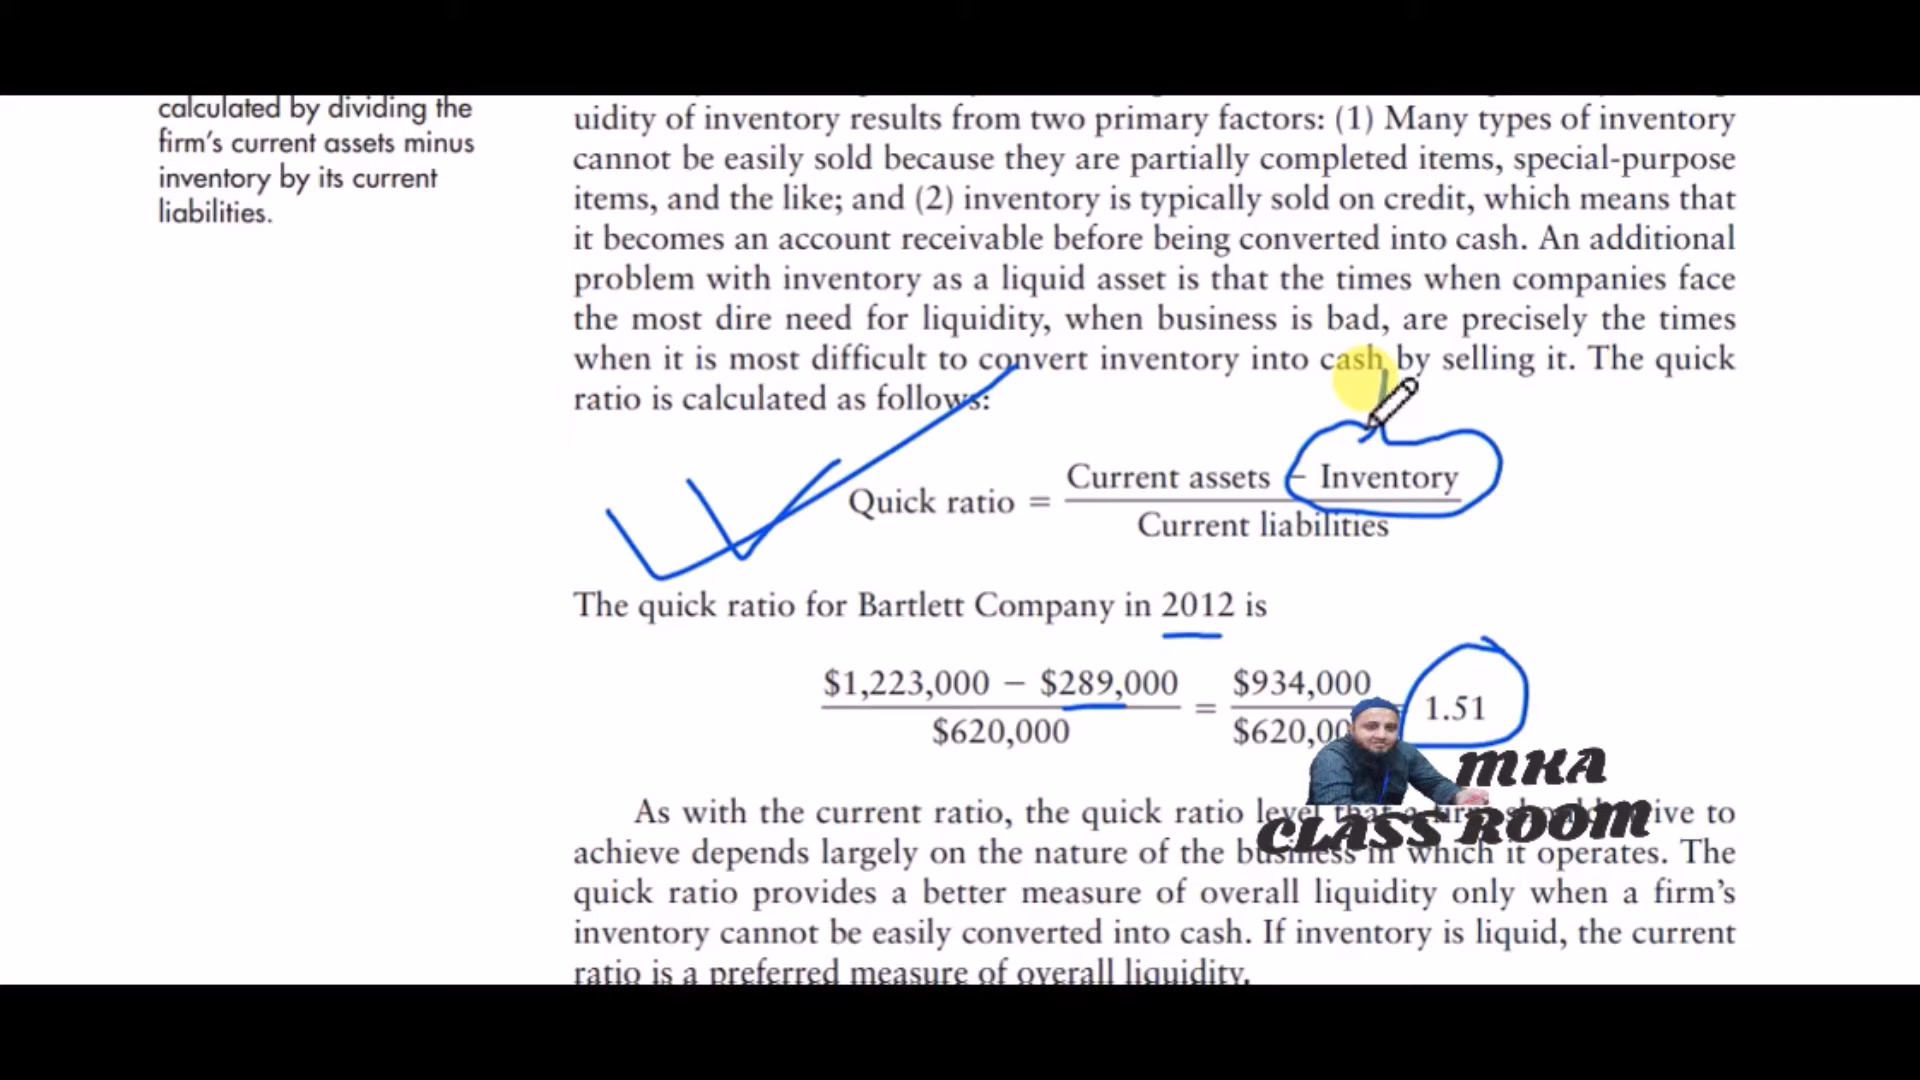 calculated by dividing the
firm's current assets minus
inventory by its current
liabilities.
uidity of inventory results from two primary factors: (1) Many types of inventory
cannot be easily sold because they are partially completed items, special-purpose
items, and the like; and (2) inventory is typically sold on credit, which means that
it becomes an account receivable before being converted into cash. An additional
problem with inventory as a liquid asset is that the times when companies face
the most dire need for liquidity, when business is bad, are precisely the times
when it is most difficult to convert inventory into cash by selling it. The quick
ratio is calculated as follows:
Quick ratio = Current assets − Inventory
Current liabilities
The quick ratio for Bartlett Company in 2012 is
$1,223,000 − $289,000 = $934,000 1.51
$620,000 $620,00
MKA
CLASS ROOM
As with the current ratio, the quick ratio level that a firm should strive to
achieve depends largely on the nature of the business in which it operates. The
quick ratio provides a better measure of overall liquidity only when a firm's
inventory cannot be easily converted into cash. If inventory is liquid, the current
ratio is a preferred measure of overall liquidity.